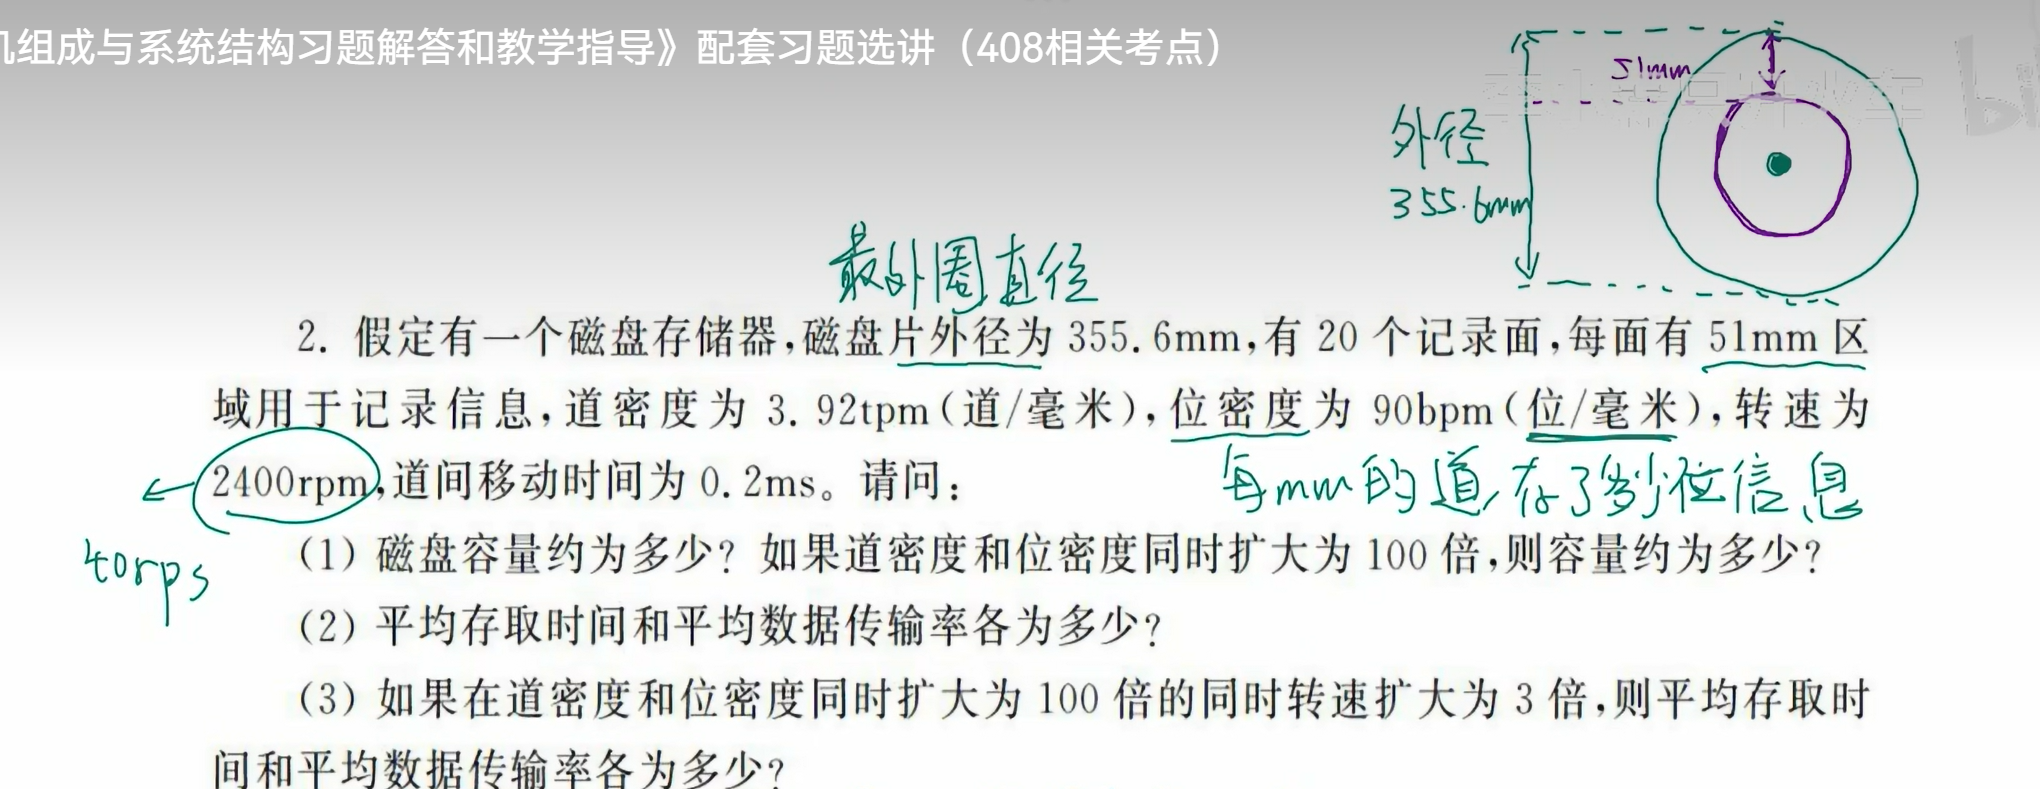 几组成与系统结构习题解答和教学指导》配套习题选讲（408相关考点）
51mm
外径
355.6mm
最外圈直径
2. 假定有一个磁盘存储器,磁盘片外径为 355.6mm,有 20 个记录面,每面有 51mm 区
域用于记录信息,道密度为 3.92tpm(道/毫米),位密度为 90bpm(位/毫米),转速为
2400rpm,道间移动时间为 0.2ms。请问:
每mm的道,存了多少位信息
40rps
(1) 磁盘容量约为多少? 如果道密度和位密度同时扩大为 100 倍,则容量约为多少?
(2) 平均存取时间和平均数据传输率各为多少?
(3) 如果在道密度和位密度同时扩大为 100 倍的同时转速扩大为 3 倍,则平均存取时
间和平均数据传输率各为多少?